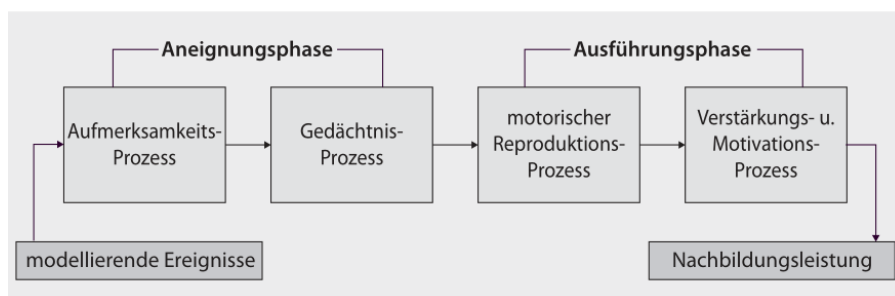 Aneignungsphase
Ausführungsphase
Aufmerksamkeits-
Prozess
Gedächtnis-
Prozess
motorischer
Reproduktions-
Prozess
Verstärkungs- u.
Motivations-
Prozess
modellierende Ereignisse
Nachbildungsleistung